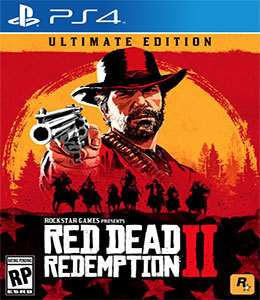 PS4
ULTIMATE EDITION
ROCKSTAR GAMES PRESENTS
RED DEAD
REDEMPTION II
RATING PENDING
RP
ESRB
R